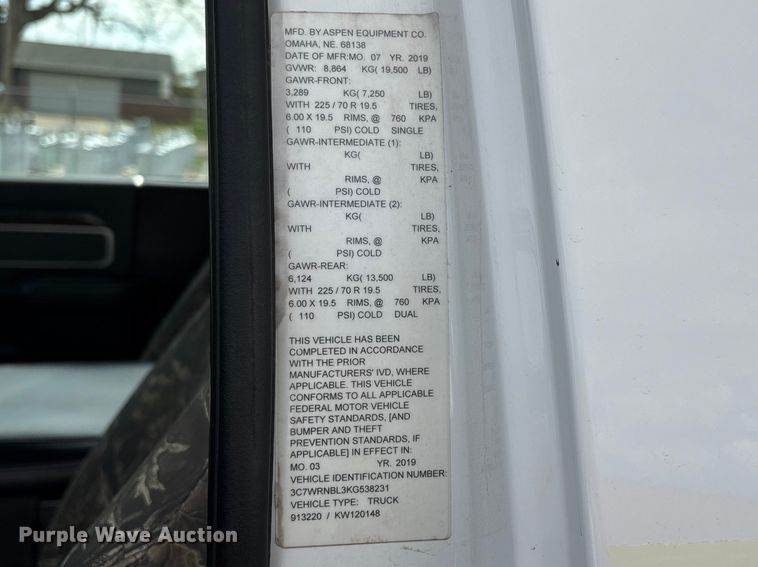 MFD. BY ASPEN EQUIPMENT CO.
OMAHA, NE. 68138
DATE OF MFR:MO. 07 YR. 2019
GVWR: 8,864 KG( 19,500 LB)
GAWR-FRONT:
3,289 KG( 7,250 LB)
WITH 225 / 70 R 19.5 TIRES,
6.00 X 19.5 RIMS, @ 760 KPA
( 110 PSI) COLD SINGLE
GAWR-INTERMEDIATE (1):
KG( LB)
WITH TIRES,
RIMS, @ KPA
( PSI) COLD
GAWR-INTERMEDIATE (2):
KG( LB)
WITH TIRES,
RIMS, @ KPA
( PSI) COLD
GAWR-REAR:
6,124 KG( 13,500 LB)
WITH 225 / 70 R 19.5 TIRES,
6.00 X 19.5 RIMS, @ 760 KPA
( 110 PSI) COLD DUAL
THIS VEHICLE HAS BEEN
COMPLETED IN ACCORDANCE
WITH THE PRIOR
MANUFACTURERS' IVD, WHERE
APPLICABLE. THIS VEHICLE
CONFORMS TO ALL APPLICABLE
FEDERAL MOTOR VEHICLE
SAFETY STANDARDS, [AND
BUMPER AND THEFT
PREVENTION STANDARDS, IF
APPLICABLE] IN EFFECT IN:
MO. 03 YR. 2019
VEHICLE IDENTIFICATION NUMBER:
3C7WRNBL3KG538231
VEHICLE TYPE: TRUCK
913220 / KW120148
Purple Wave Auction